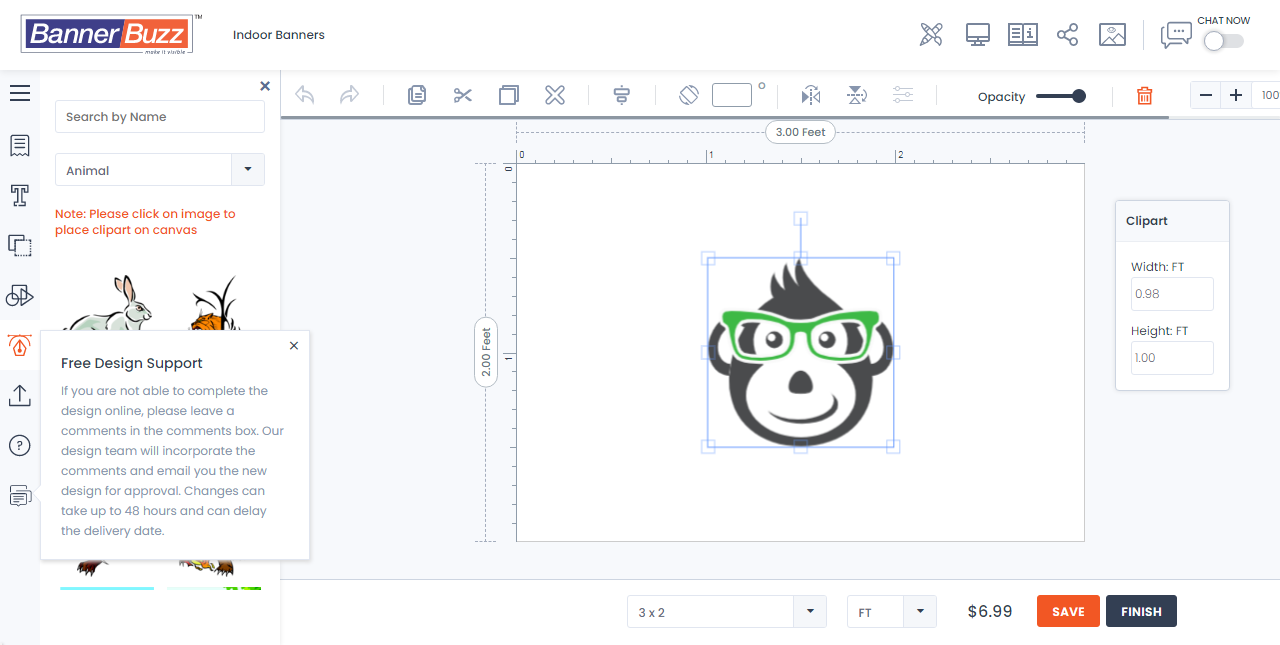 BannerBuzz
TM
make it visible
Indoor Banners
CHAT NOW
Search by Name
Animal
Note: Please click on image to
place clipart on canvas
Free Design Support
If you are not able to complete the
design online, please leave a
comments in the comments box. Our
design team will incorporate the
comments and email you the new
design for approval. Changes can
take up to 48 hours and can delay
the delivery date.
Opacity
100
3.00 Feet
0
1
2
0
1
2.00 Feet
Clipart
Width: FT
0.98
Height: FT
1.00
3 x 2
FT
$6.99
SAVE
FINISH